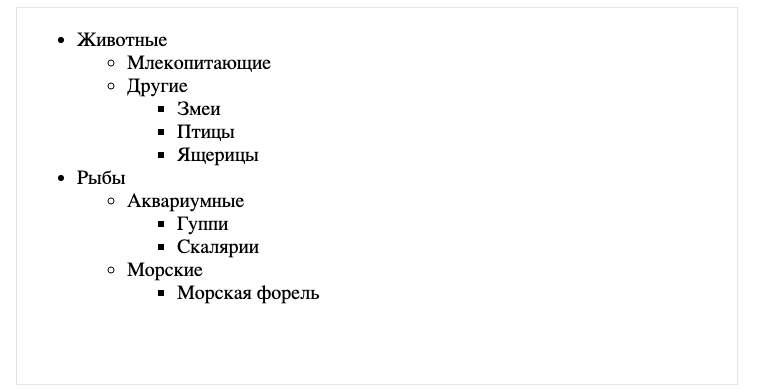 Животные
Млекопитающие
Другие
Змеи
Птицы
Ящерицы
Рыбы
Аквариумные
Гуппи
Скалярии
Морские
Морская форель